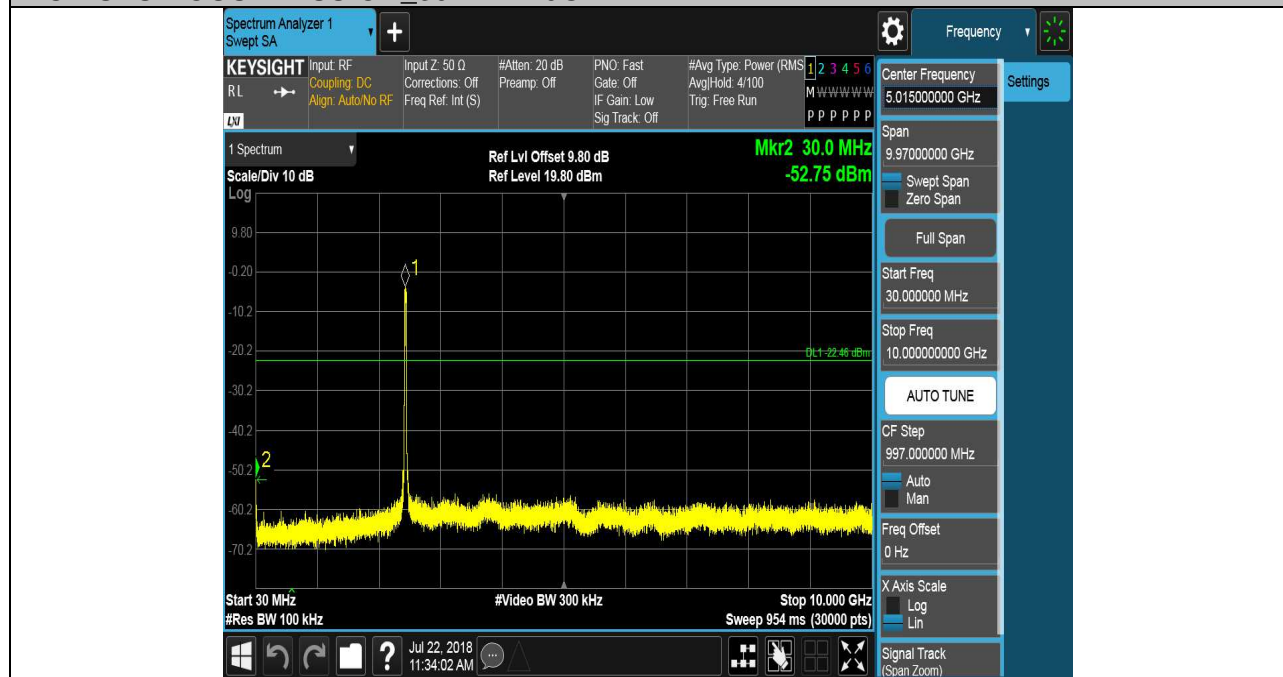 Spectrum Analyzer 1
Swept SA
Frequency
KEYSIGHT
RL
LXI
Input: RF
Coupling: DC
Align: Auto/No RF
Input Z: 50 Ω
Corrections: Off
Freq Ref: Int (S)
#Atten: 20 dB
Preamp: Off
PNO: Fast
Gate: Off
IF Gain: Low
Sig Track: Off
#Avg Type: Power (RMS
Avg|Hold: 4/100
Trig: Free Run
1 2 3 4 5 6
M W W W W W
P P P P P P
1 Spectrum
Scale/Div 10 dB
Ref Lvl Offset 9.80 dB
Ref Level 19.80 dBm
Mkr2 30.0 MHz
-52.75 dBm
Log
9.80
-0.20
-10.2
-20.2
-30.2
-40.2
-50.2
-60.2
-70.2
1
2
DL1 -22.46 dBm
Start 30 MHz
#Res BW 100 kHz
#Video BW 300 kHz
Stop 10.000 GHz
Sweep 954 ms (30000 pts)
Jul 22, 2018
11:34:02 AM
Center Frequency
5.015000000 GHz
Span
9.97000000 GHz
Swept Span
Zero Span
Full Span
Start Freq
30.000000 MHz
Stop Freq
10.000000000 GHz
AUTO TUNE
CF Step
997.000000 MHz
Auto
Man
Freq Offset
0 Hz
X Axis Scale
Log
Lin
Signal Track
(Span Zoom)
Settings